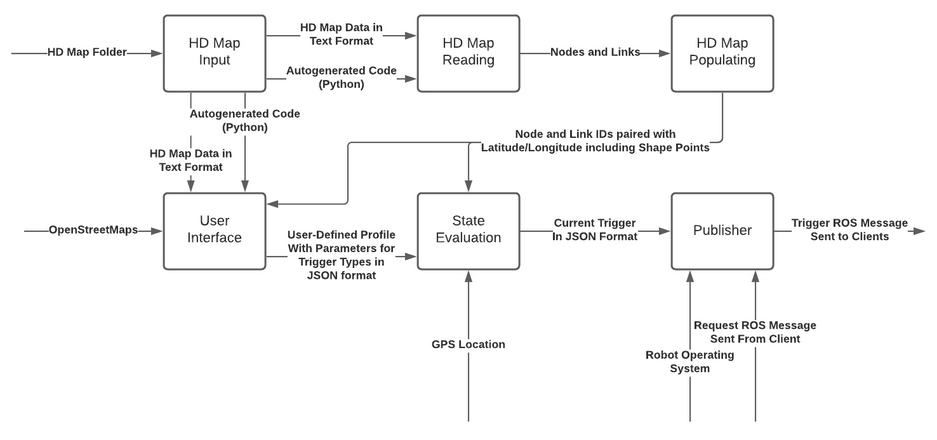 HD Map Folder
HD Map
Input
HD Map Data in
Text Format
Autogenerated Code
(Python)
HD Map
Reading
Nodes and Links
HD Map
Populating
Autogenerated Code
(Python)
HD Map Data in
Text Format
Node and Link IDs paired with
Latitude/Longitude including Shape Points
OpenStreetMaps
User
Interface
User-Defined Profile
With Parameters for
Trigger Types in
JSON format
State
Evaluation
Current Trigger
In JSON Format
Publisher
Trigger ROS Message
Sent to Clients
GPS Location
Request ROS Message
Sent From Client
Robot Operating
System